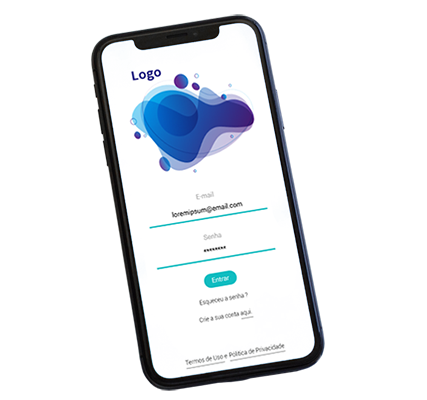 Logo
E-mail
loremipsum@email.com
Senha
********
Entrar
Esqueceu a senha ?
Crie a sua conta aqui.
Termos de Uso e Política de Privacidade